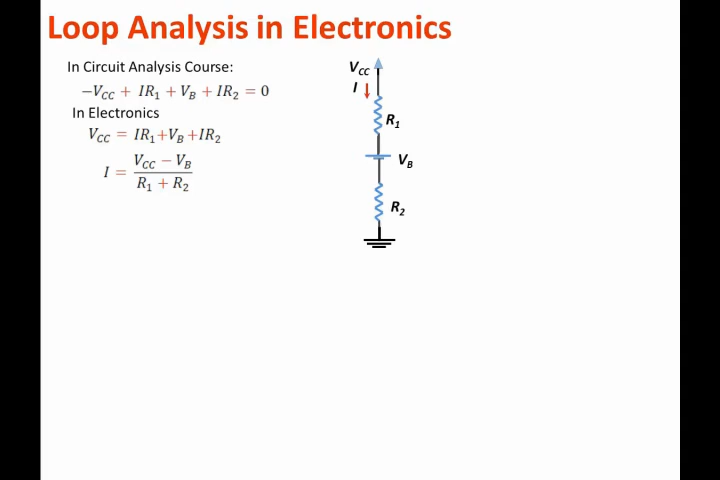 Loop Analysis in Electronics
In Circuit Analysis Course:
−V_CC + IR_1 + V_B + IR_2 = 0
In Electronics
V_CC = IR_1+V_B+IR_2
I = (V_CC − V_B) / (R_1 + R_2)
V_CC
I
R_1
V_B
R_2